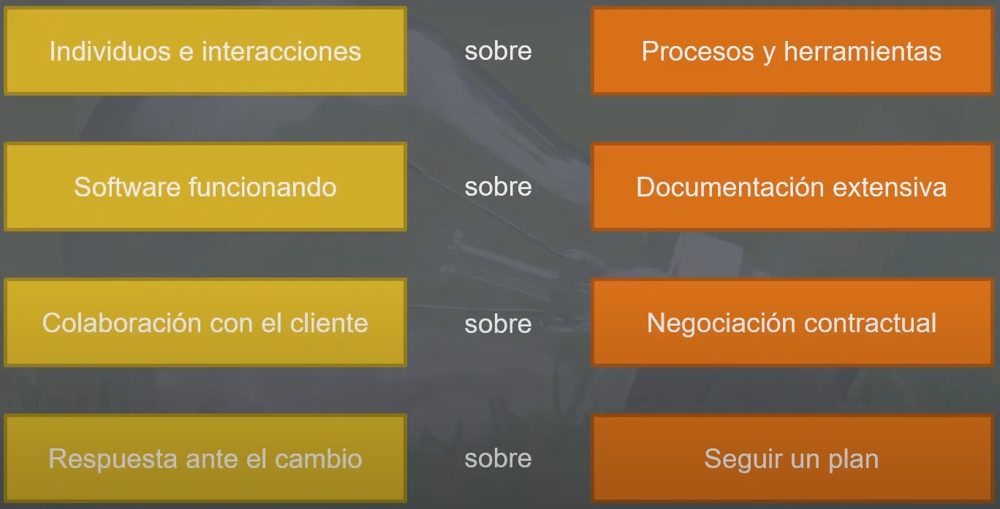 Individuos e interacciones sobre Procesos y herramientas
Software funcionando sobre Documentación extensiva
Colaboración con el cliente sobre Negociación contractual
Respuesta ante el cambio sobre Seguir un plan